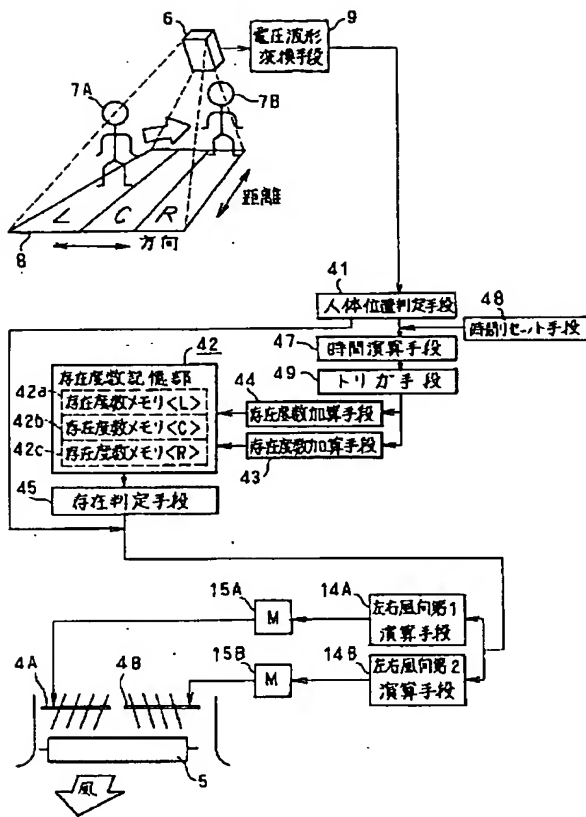 6
9
電圧波形
変換手段
7A
7B
L
C
R
距離
8
方向
41
人体位置判定手段
48
時間リセット手段
47
時間演算手段
49
トリガ手段
42
存在度数記憶部
42a
存在度数メモリ<L>
42b
存在度数メモリ<C>
42c
存在度数メモリ<R>
44
存在度数加算手段
存在度数加算手段
43
45
存在判定手段
15A
M
14A
左右風向第1
演算手段
15B
M
14B
左右風向第2
演算手段
4A
4B
5
風